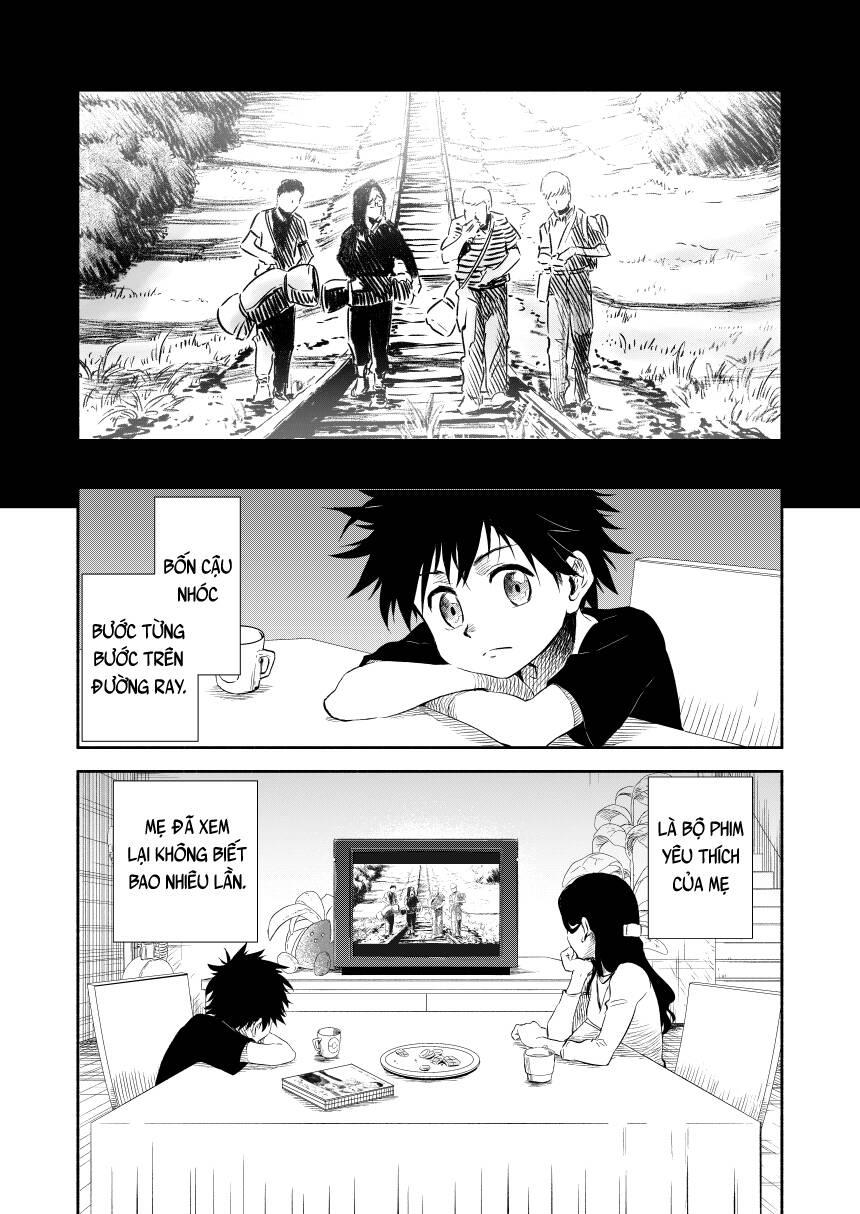 BỐN CẬU
NHÓC
BƯỚC TỪNG
BƯỚC TRÊN
ĐƯỜNG RAY.
LÀ BỘ PHIM
YÊU THÍCH
CỦA MẸ
MẸ ĐÃ XEM
LẠI KHÔNG BIẾT
BAO NHIÊU LẦN.